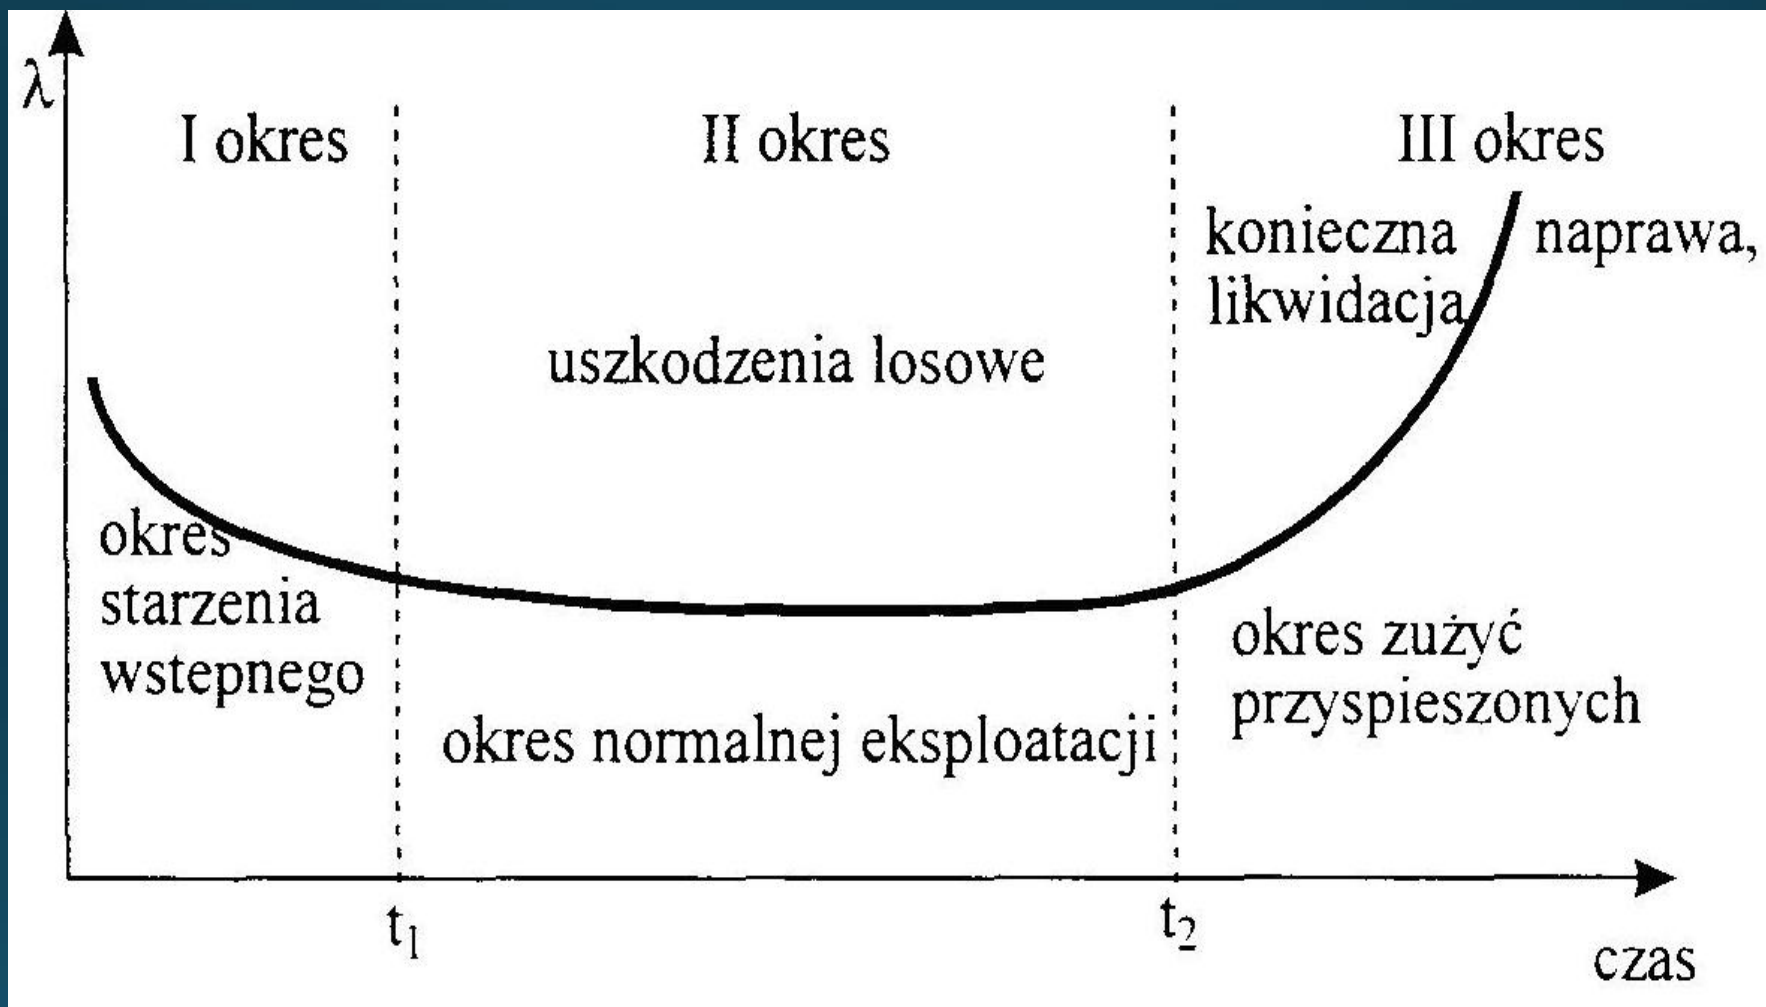 λ
I okres
II okres
III okres
konieczna naprawa,
likwidacja
uszkodzenia losowe
okres
starzenia
wstepnego
okres normalnej eksploatacji
okres zużyć
przyspieszonych
t₁
t₂
czas